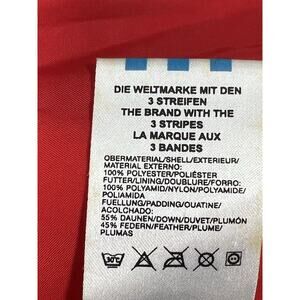 DIE WELTMARKE MIT DEN
3 STREIFEN
THE BRAND WITH THE
3 STRIPES
LA MARQUE AUX
3 BANDES
OBERMATERIAL/SHELL/EXTERIEUR/
MATERIAL EXTERNO:
100% POLYESTER/POLIÉSTER
FUTTER/LINING/DOUBLURE/FORRO:
100% POLYAMID/NYLON/POLYAMIDE/
POLIAMIDA
FUELLUNG/PADDING/OUATINE/
ACOLCHADO:
55% DAUNEN/DOWN/DUVET/PLUMÓN
45% FEDERN/FEATHER/PLUME/
PLUMAS